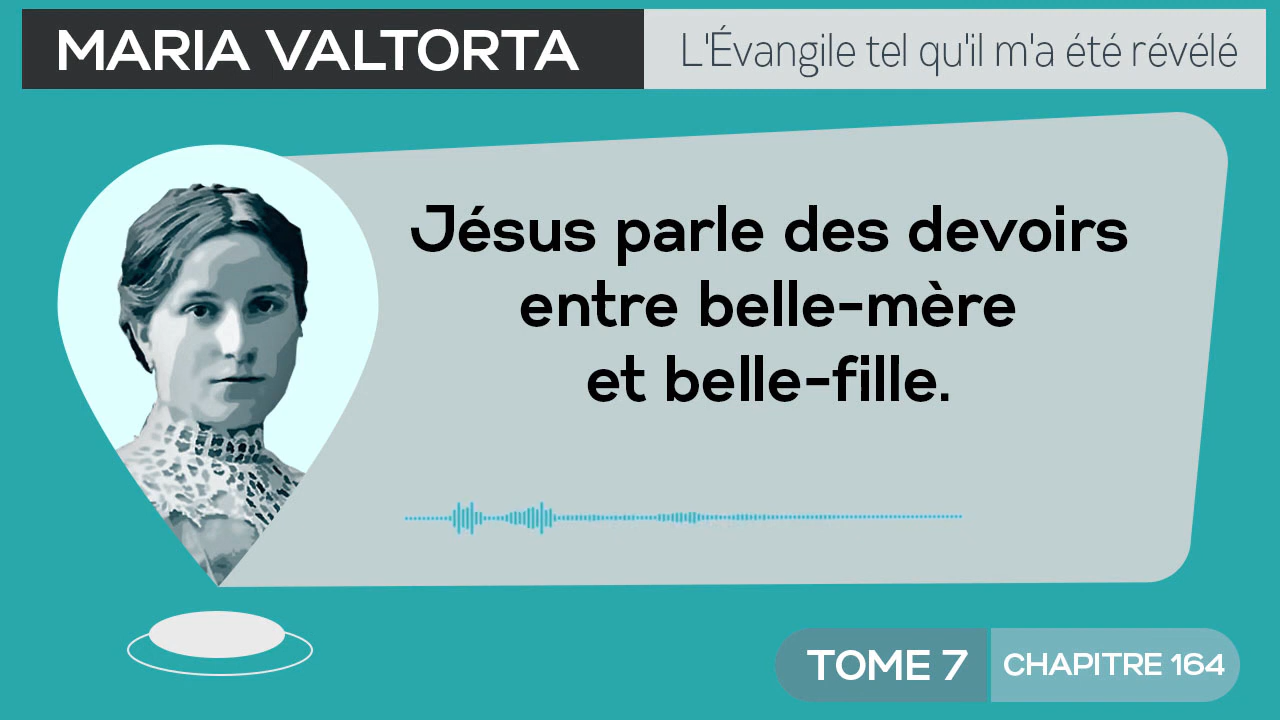 MARIA VALTORTA
L'Évangile tel qu'il m'a été révélé
Jésus parle des devoirs
entre belle-mère
et belle-fille.
TOME 7
CHAPITRE 164